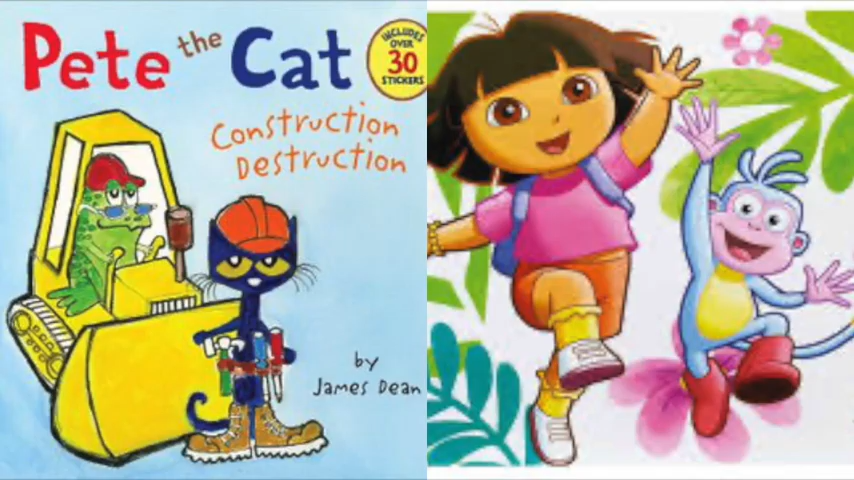 Pete the Cat
INCLUDES
OVER
30
STICKERS
Construction
Destruction
by
James Dean